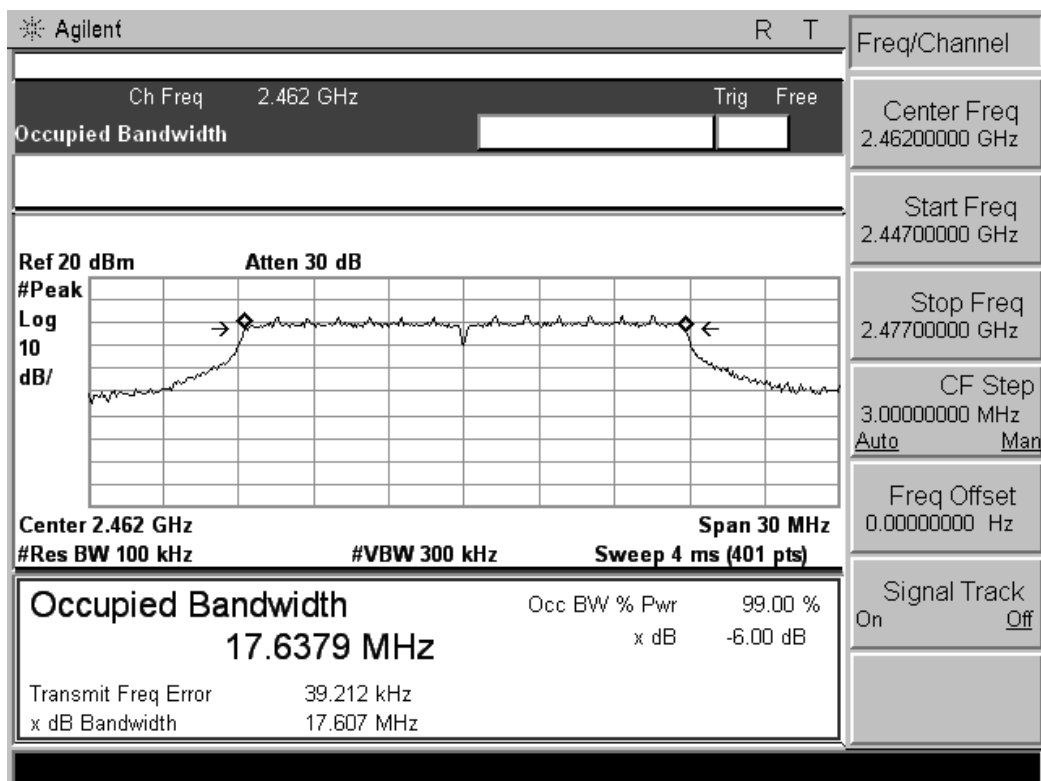 Agilent R T
Freq/Channel
Ch Freq 2.462 GHz Trig Free
Occupied Bandwidth
Center Freq
2.46200000 GHz
Start Freq
2.44700000 GHz
Stop Freq
2.47700000 GHz
CF Step
3.00000000 MHz
Auto Man
Freq Offset
0.00000000 Hz
Signal Track
On Off
Ref 20 dBm Atten 30 dB
#Peak
Log
10
dB/
Center 2.462 GHz Span 30 MHz
#Res BW 100 kHz #VBW 300 kHz Sweep 4 ms (401 pts)
Occupied Bandwidth Occ BW % Pwr 99.00 %
17.6379 MHz x dB -6.00 dB
Transmit Freq Error 39.212 kHz
x dB Bandwidth 17.607 MHz